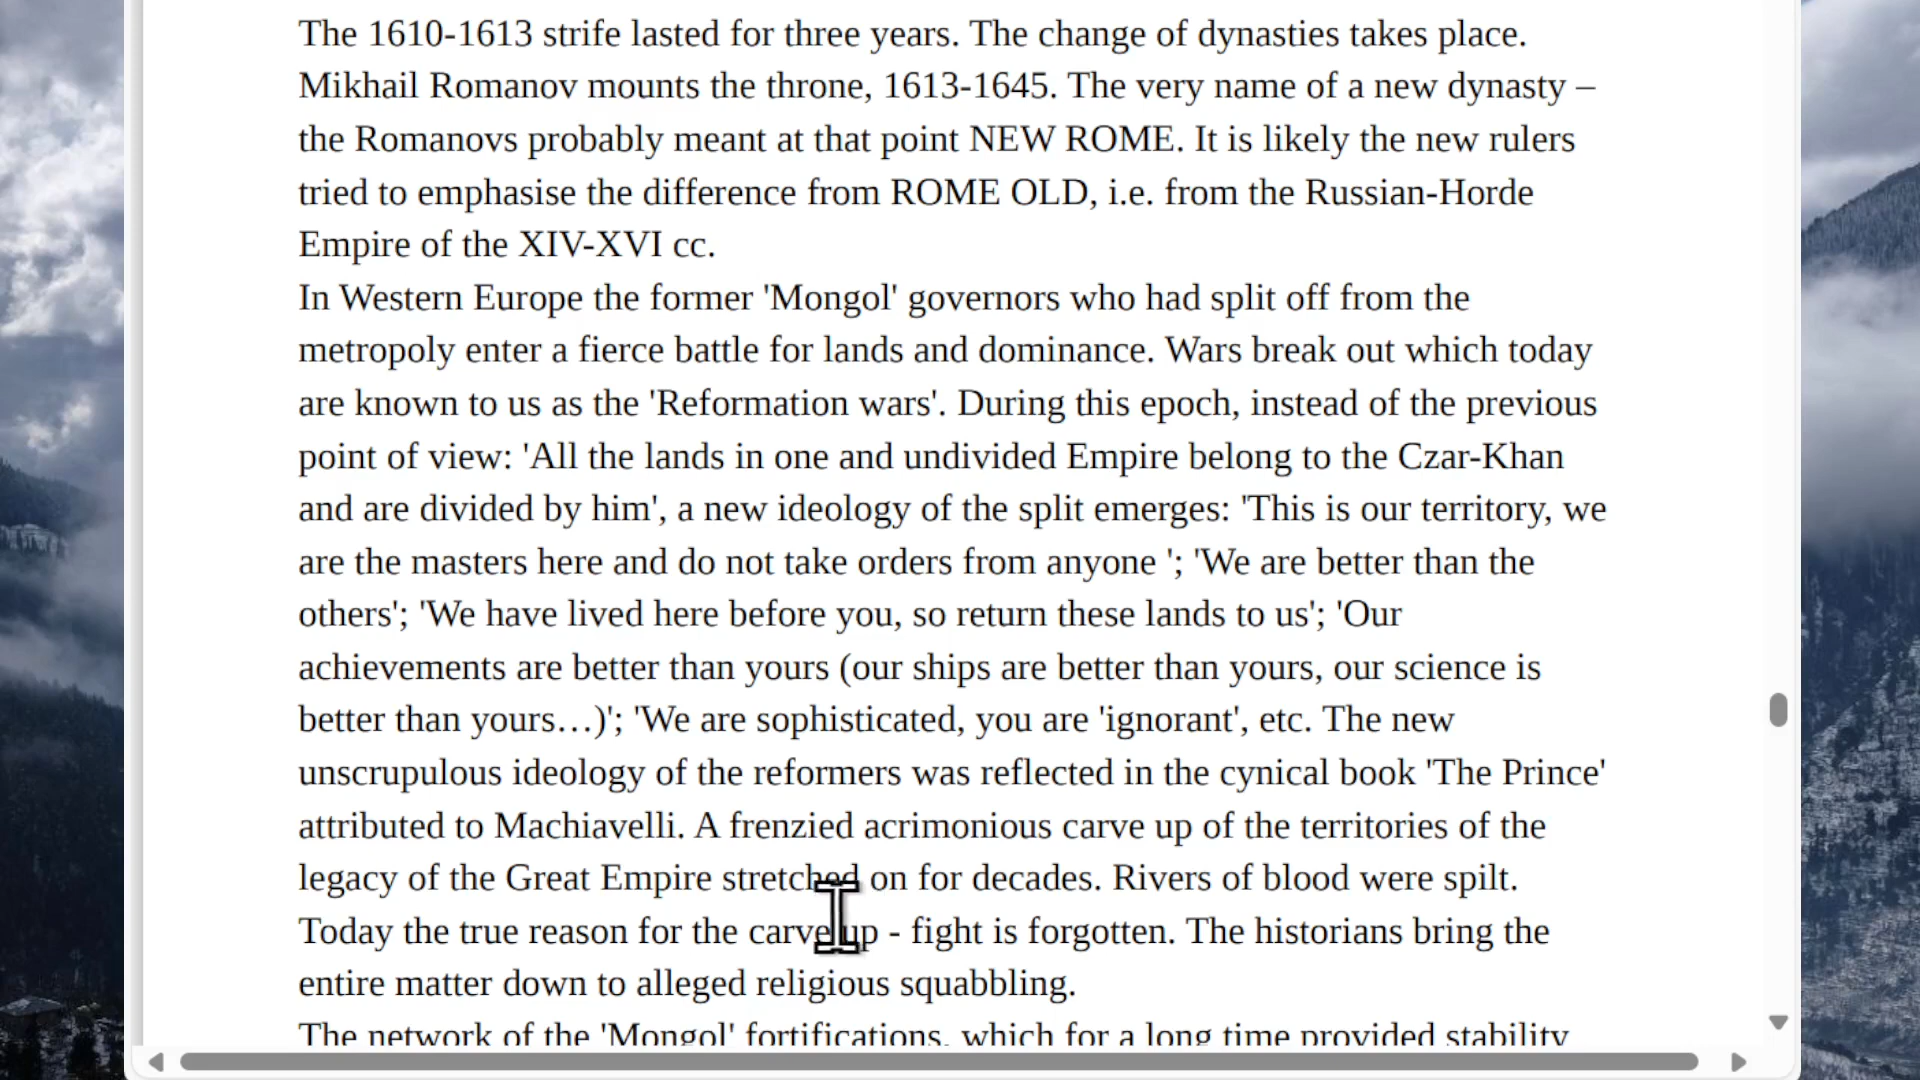 The 1610-1613 strife lasted for three years. The change of dynasties takes place.
Mikhail Romanov mounts the throne, 1613-1645. The very name of a new dynasty –
the Romanovs probably meant at that point NEW ROME. It is likely the new rulers
tried to emphasise the difference from ROME OLD, i.e. from the Russian-Horde
Empire of the XIV-XVI cc.
In Western Europe the former 'Mongol' governors who had split off from the
metropoly enter a fierce battle for lands and dominance. Wars break out which today
are known to us as the 'Reformation wars'. During this epoch, instead of the previous
point of view: 'All the lands in one and undivided Empire belong to the Czar-Khan
and are divided by him', a new ideology of the split emerges: 'This is our territory, we
are the masters here and do not take orders from anyone '; 'We are better than the
others'; 'We have lived here before you, so return these lands to us'; 'Our
achievements are better than yours (our ships are better than yours, our science is
better than yours…)'; 'We are sophisticated, you are 'ignorant', etc. The new
unscrupulous ideology of the reformers was reflected in the cynical book 'The Prince'
attributed to Machiavelli. A frenzied acrimonious carve up of the territories of the
legacy of the Great Empire stretched on for decades. Rivers of blood were spilt.
Today the true reason for the carve up - fight is forgotten. The historians bring the
entire matter down to alleged religious squabbling.
The network of the 'Mongol' fortifications, which for a long time provided stability